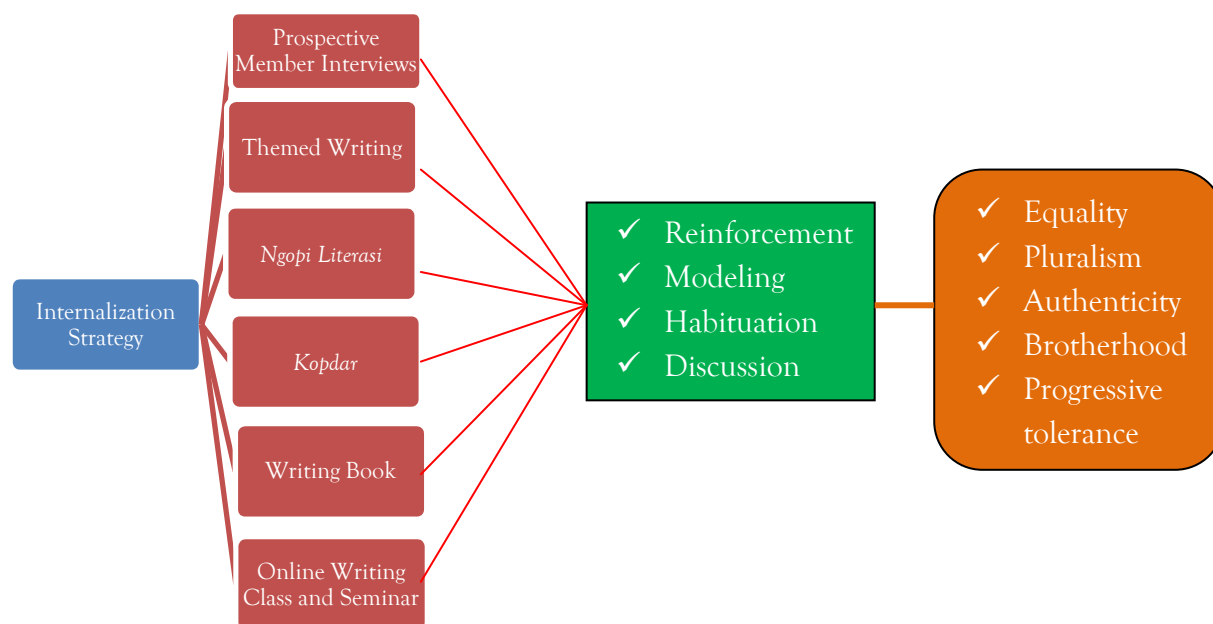 Prospective
Member Interviews
Themed Writing
Ngopi Literasi
Internalization
Strategy
Kopdar
Writing Book
Online Writing
Class and Seminar
✓ Reinforcement
✓ Modeling
✓ Habituation
✓ Discussion
✓ Equality
✓ Pluralism
✓ Authenticity
✓ Brotherhood
✓ Progressive
tolerance